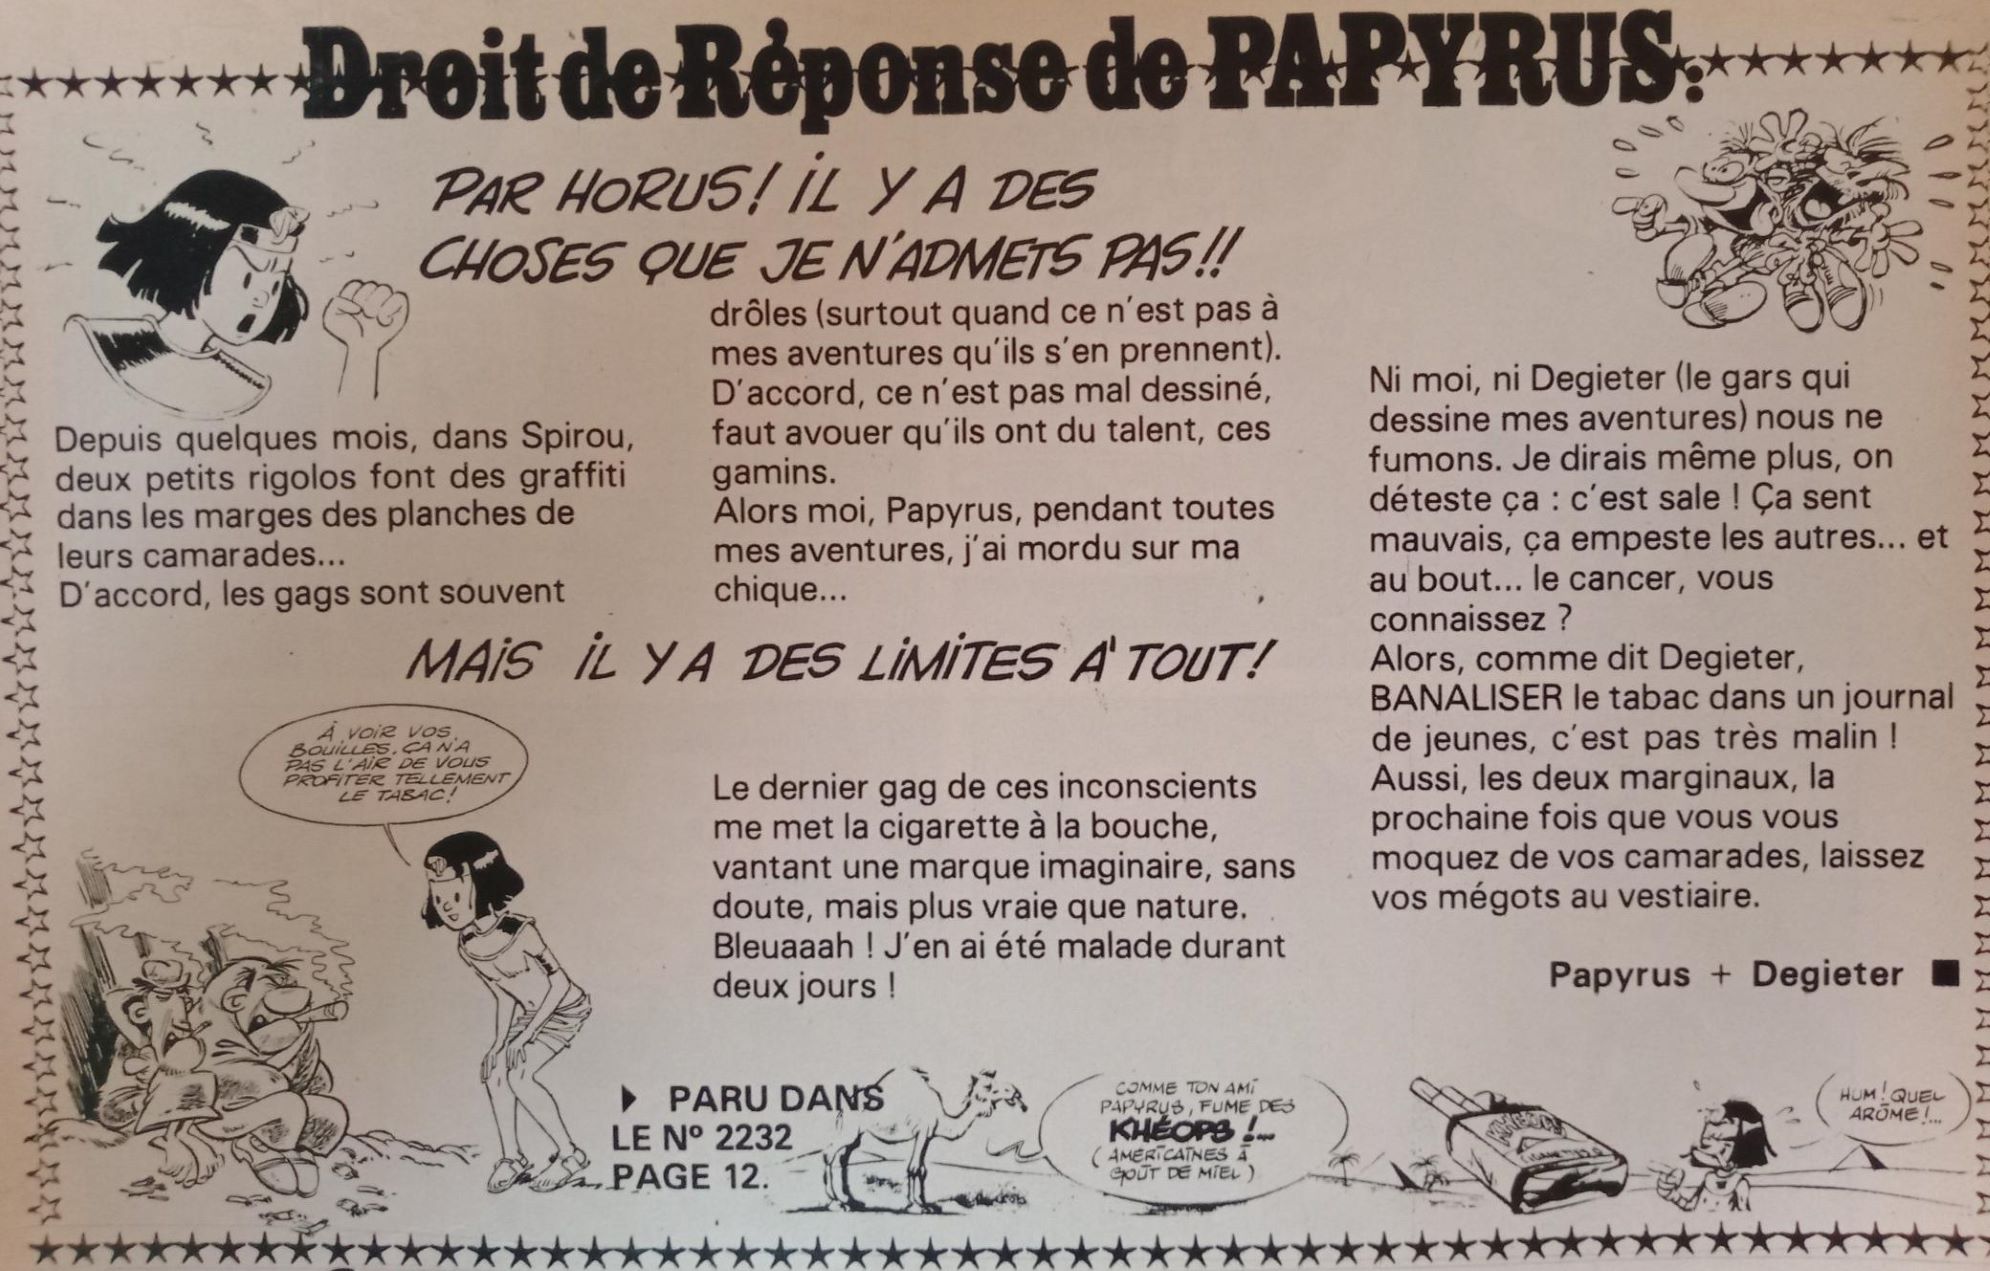 Droit de Réponse de PAPYRUS:
PAR HORUS! IL Y A DES
CHOSES QUE JE N'ADMETS PAS!!
Depuis quelques mois, dans Spirou,
deux petits rigolos font des graffiti
dans les marges des planches de
leurs camarades...
D'accord, les gags sont souvent
drôles (surtout quand ce n'est pas à
mes aventures qu'ils s'en prennent).
D'accord, ce n'est pas mal dessiné,
faut avouer qu'ils ont du talent, ces
gamins.
Alors moi, Papyrus, pendant toutes
mes aventures, j'ai mordu sur ma
chique...
MAIS IL Y A DES LIMITES À TOUT!
À VOIR VOS
BOUILLES, ÇA N'A
PAS L'AIR DE VOUS
PROFITER TELLEMENT
LE TABAC!
Le dernier gag de ces inconscients
me met la cigarette à la bouche,
vantant une marque imaginaire, sans
doute, mais plus vraie que nature.
Bleuaaah ! J'en ai été malade durant
deux jours !
Ni moi, ni Degieter (le gars qui
dessine mes aventures) nous ne
fumons. Je dirais même plus, on
déteste ça : c'est sale ! Ça sent
mauvais, ça empeste les autres... et
au bout... le cancer, vous
connaissez ?
Alors, comme dit Degieter,
BANALISER le tabac dans un journal
de jeunes, c'est pas très malin !
Aussi, les deux marginaux, la
prochaine fois que vous vous
moquez de vos camarades, laissez
vos mégots au vestiaire.
Papyrus + Degieter ■
▶ PARU DANS
LE Nº 2232
PAGE 12.
COMME TON AMI
PAPYRUS, FUME DES
KHÉOPS !...
(AMÉRICAINES À
GOÛT DE MIEL)
HUM! QUEL
ARÔME!...